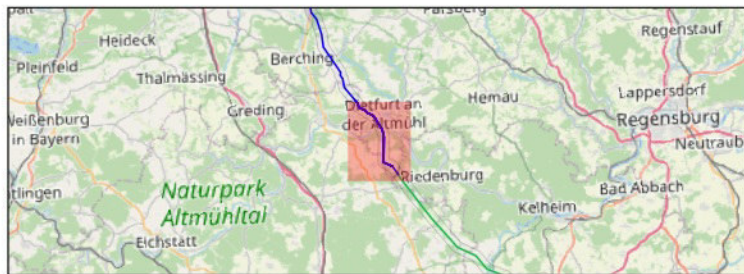 Parsberg
Regenstauf
Heideck
Berching
Pleinfeld
Thalmässing
Lappersdorf
Dietfurt an
der Altmühl
Hemau
Greding
Weißenburg
in Bayern
Regensburg
Neutraub
Riedenburg
Naturpark
Altmühltal
Bad Abbach
Kelheim
Eichstätt